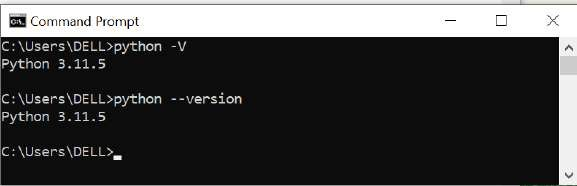 Command Prompt
C:\Users\DELL>python -V
Python 3.11.5
C:\Users\DELL>python --version
Python 3.11.5
C:\Users\DELL>